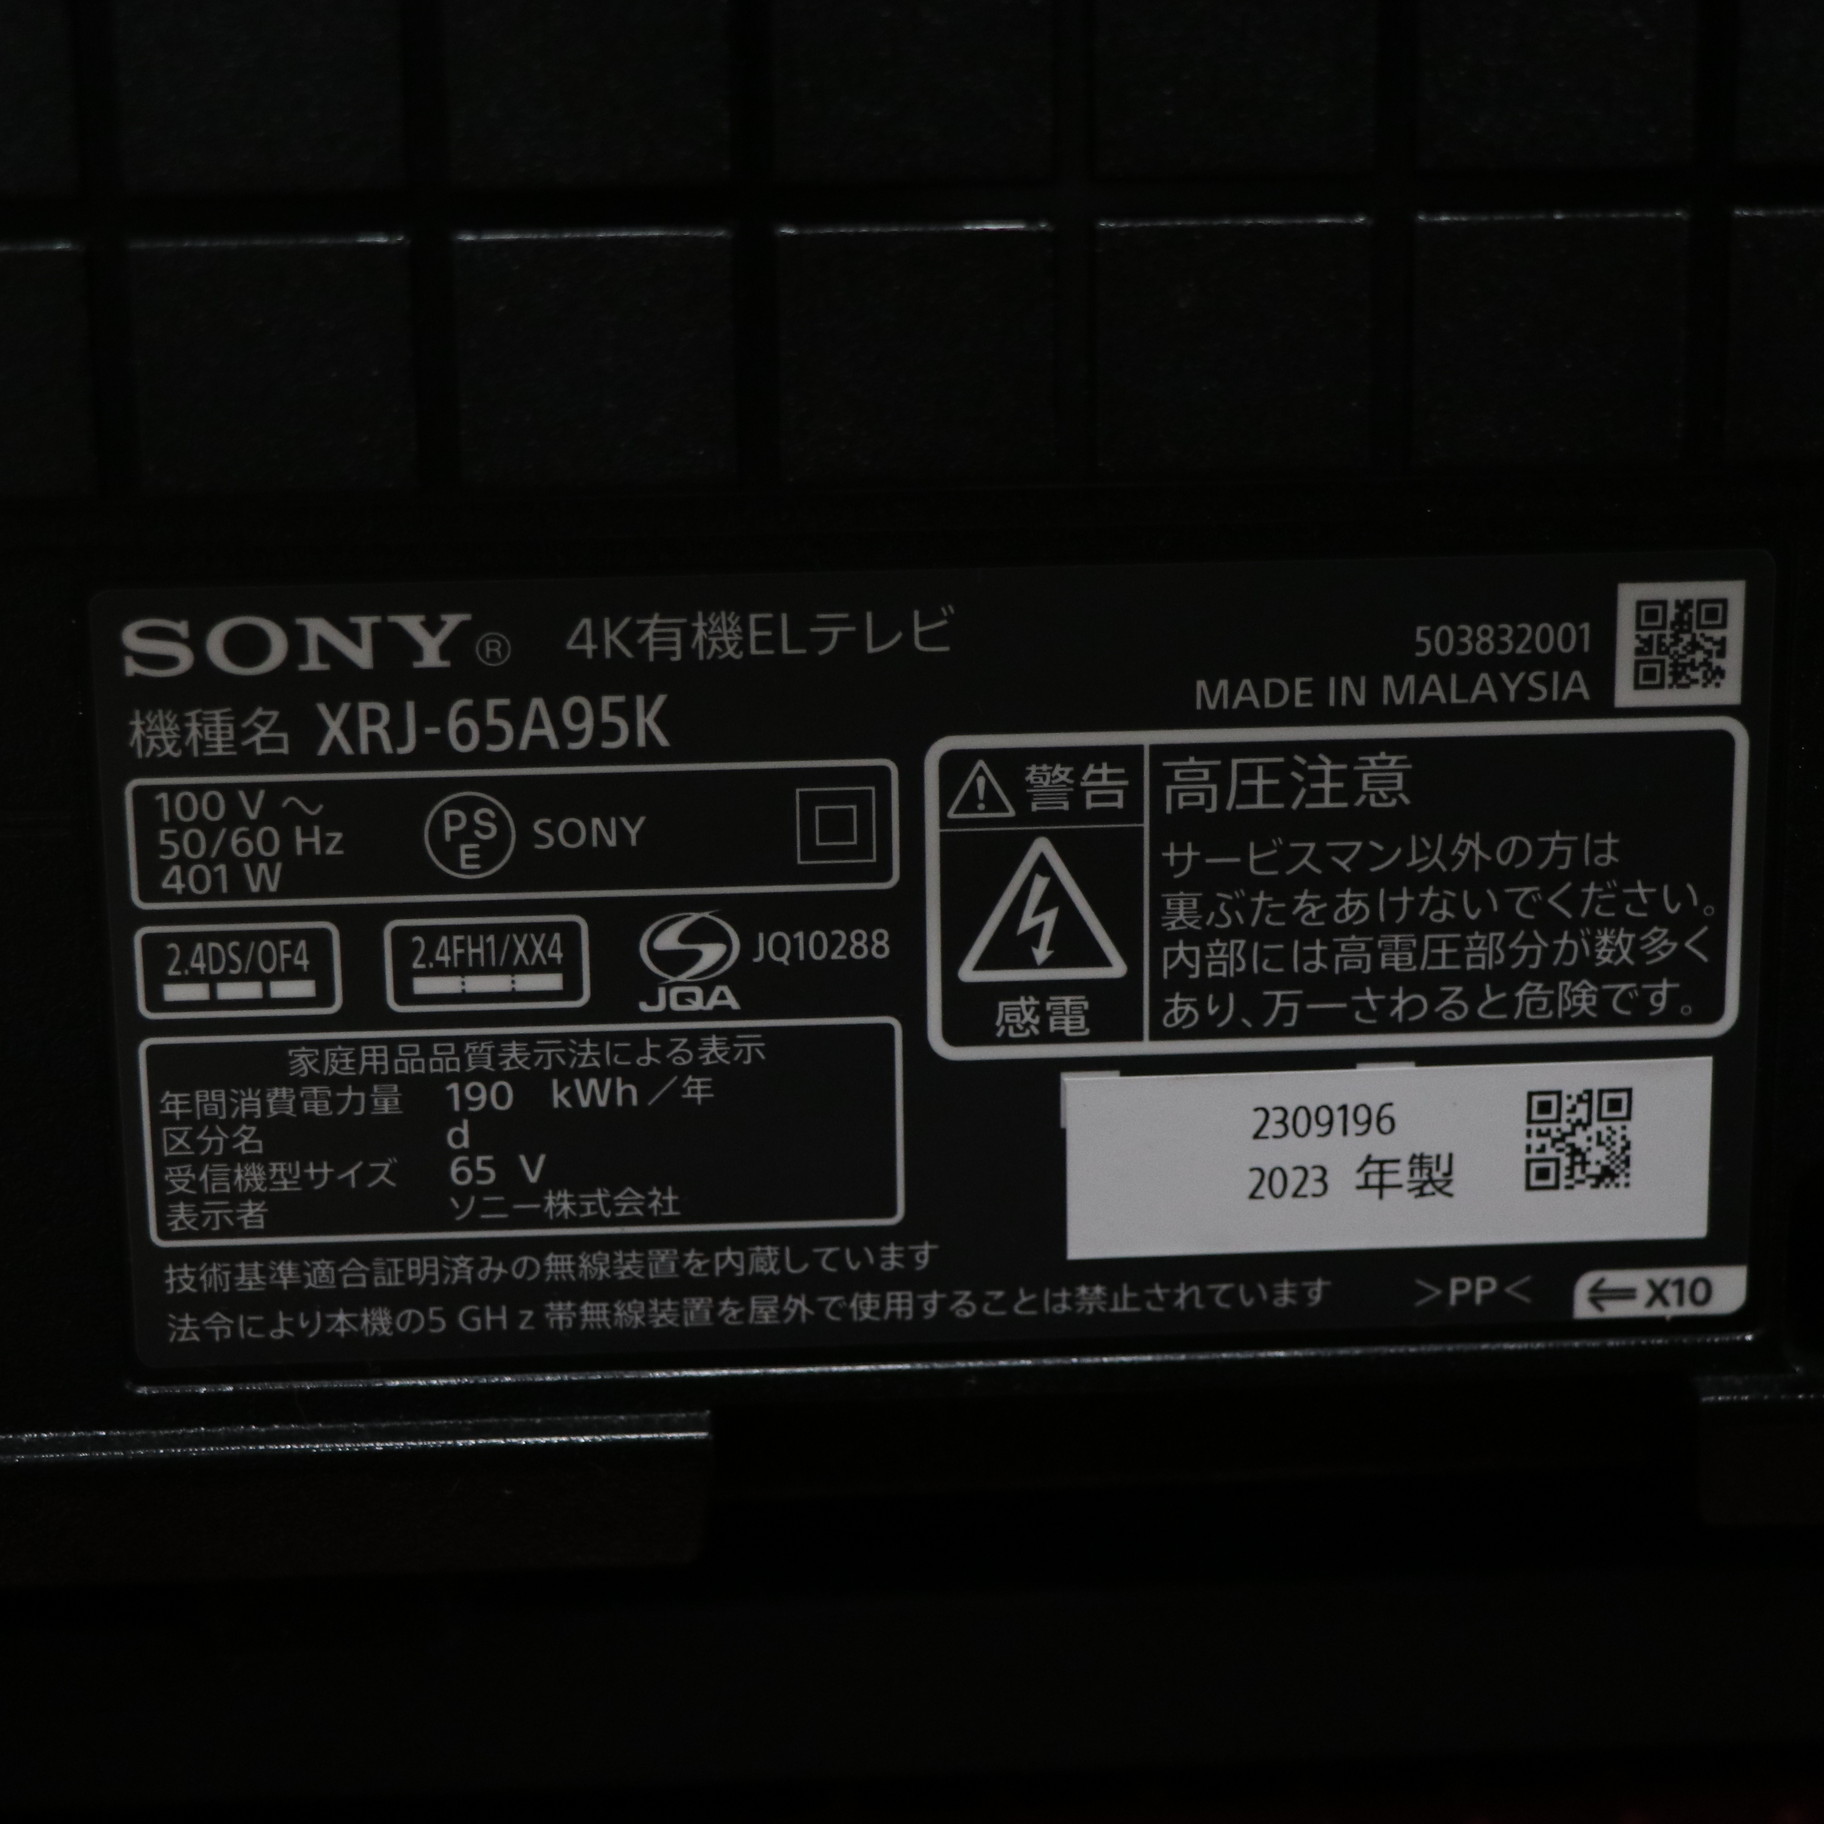 SONY® 4K有機ELテレビ
機種名 XRJ-65A95K
503832001
MADE IN MALAYSIA
100 V ～
50/60 Hz
401 W
PS
E
SONY
2.4DS/OF4
2.4FH1/XX4
JQA
JQ10288
警告
感電
高圧注意
サービスマン以外の方は
裏ぶたをあけないでください。
内部には高電圧部分が数多く
あり、万一さわると危険です。
家庭用品品質表示法による表示
年間消費電力量 190 kWh／年
区分名 d
受信機型サイズ 65 V
表示者 ソニー株式会社
2309196
2023 年製
技術基準適合証明済みの無線装置を内蔵しています
法令により本機の5 GHz帯無線装置を屋外で使用することは禁止されています
>PP<
⇐X10